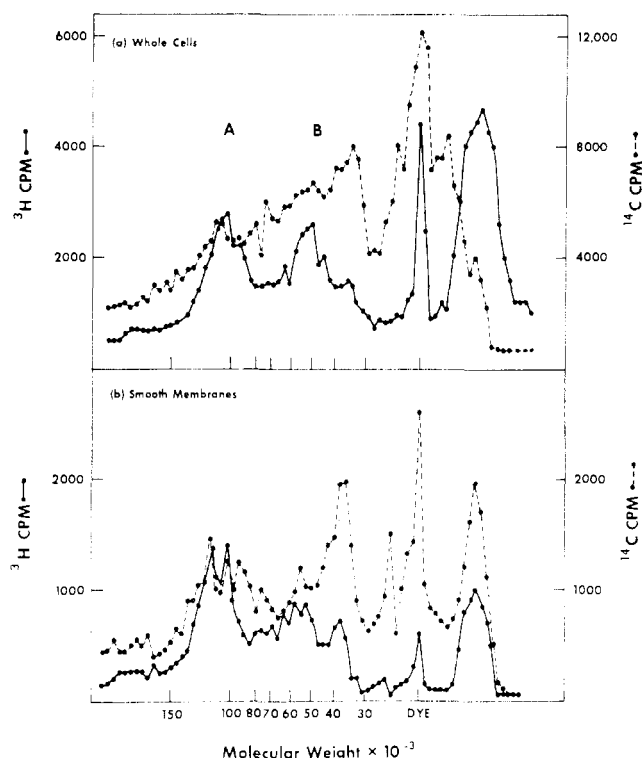 6000
(a) Whole Cells
12,000
A
B
4000
8000
2000
4000
³H CPM
¹⁴C CPM
(b) Smooth Membranes
2000
2000
1000
1000
³H CPM
¹⁴C CPM
150 100 80 70 60 50 40 30 DYE
Molecular Weight × 10⁻³